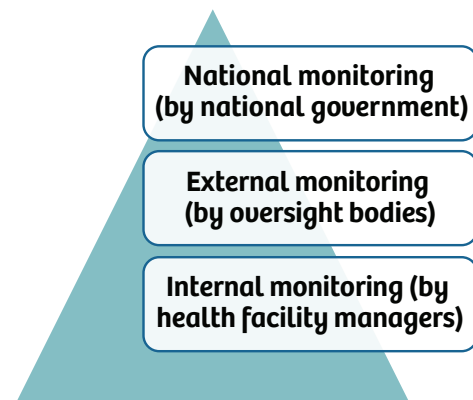 National monitoring
(by national government)
External monitoring
(by oversight bodies)
Internal monitoring (by
health facility managers)